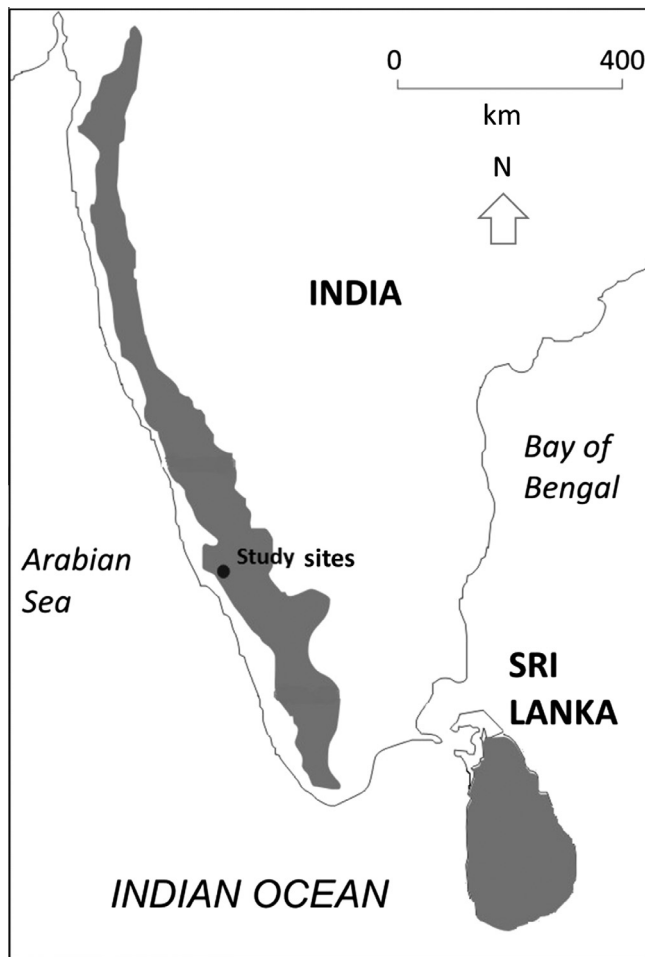 0 400
km
N
INDIA
Bay of
Bengal
Study sites
Arabian
Sea
SRI
LANKA
INDIAN OCEAN